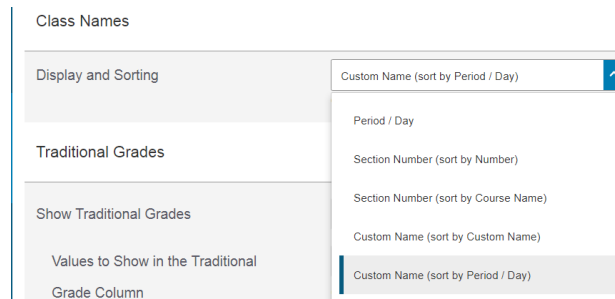 Class Names
Display and Sorting
Custom Name (sort by Period / Day)
Period / Day
Section Number (sort by Number)
Section Number (sort by Course Name)
Custom Name (sort by Custom Name)
Custom Name (sort by Period / Day)
Traditional Grades
Show Traditional Grades
Values to Show in the Traditional
Grade Column